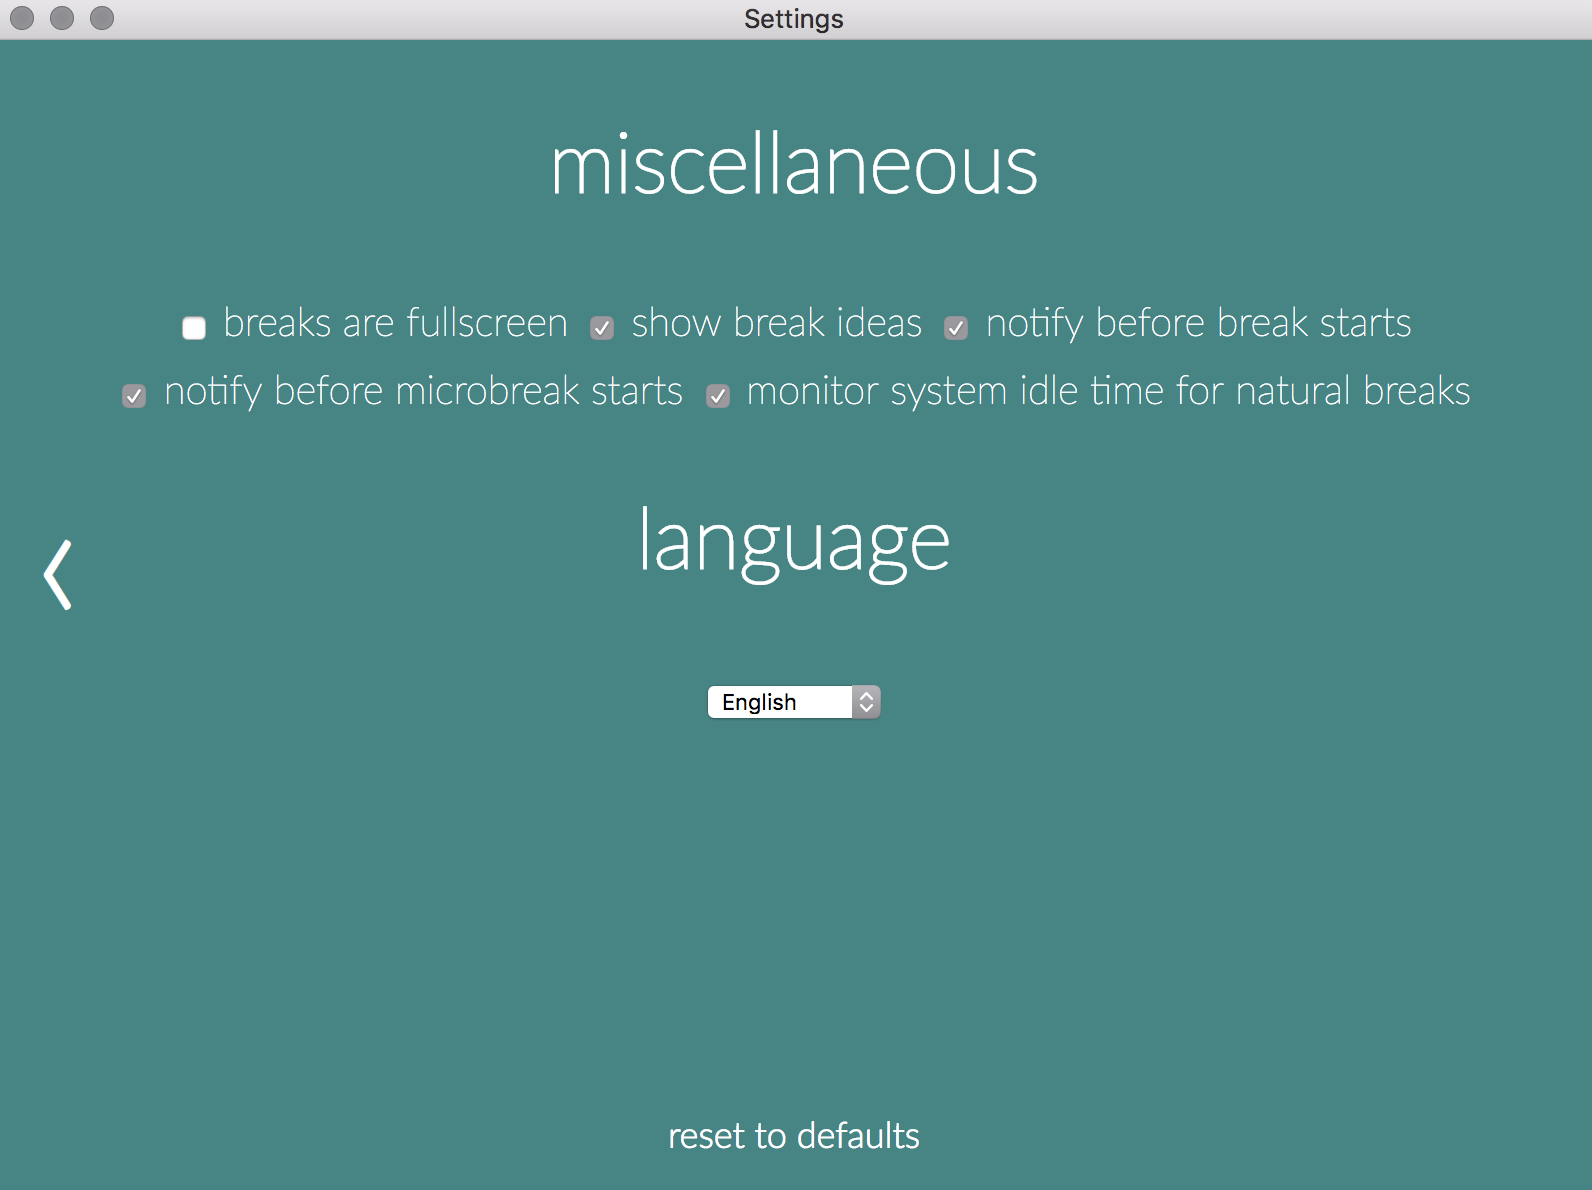 Settings
miscellaneous
breaks are fullscreen show break ideas notify before break starts
notify before microbreak starts monitor system idle time for natural breaks
language
English
reset to defaults